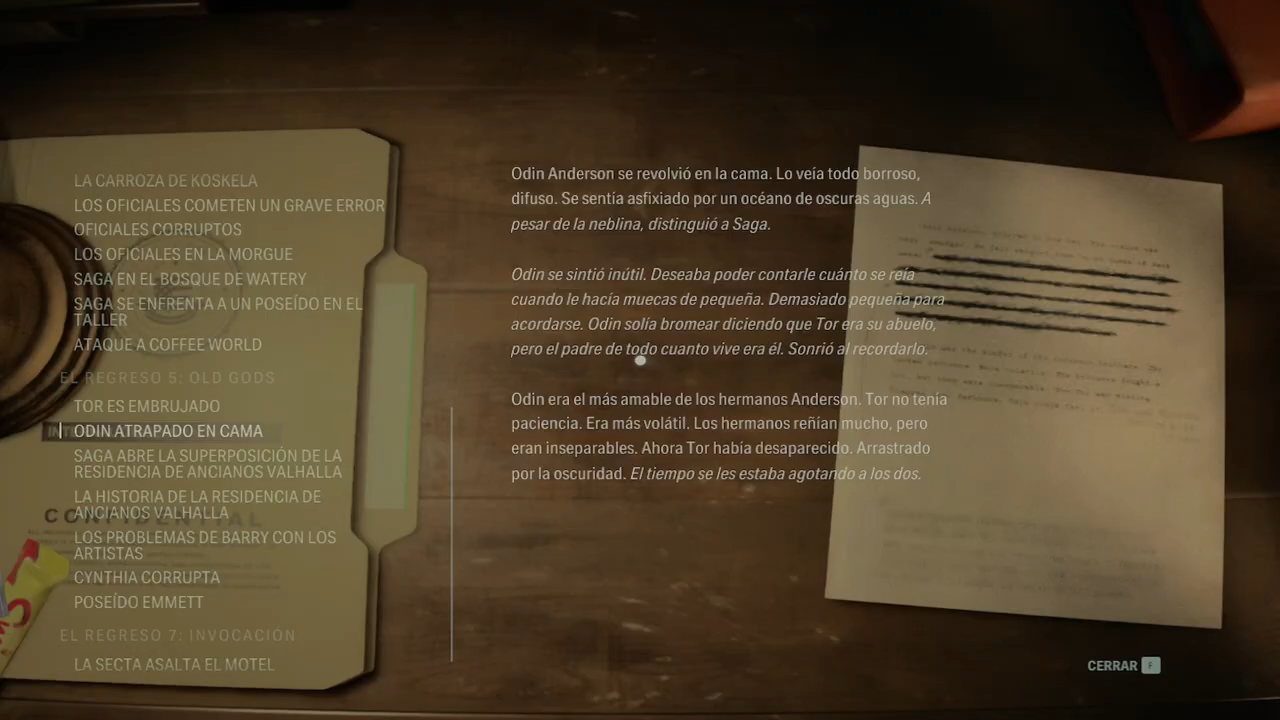 LA CARROZA DE KOSKELA
LOS OFICIALES COMETEN UN GRAVE ERROR
OFICIALES CORRUPTOS
LOS OFICIALES EN LA MORGUE
SAGA EN EL BOSQUE DE WATERY
SAGA SE ENFRENTA A UN POSEÍDO EN EL
TALLER
ATAQUE A COFFEE WORLD
EL REGRESO 5: OLD GODS
TOR ES EMBRUJADO
ODIN ATRAPADO EN CAMA
SAGA ABRE LA SUPERPOSICIÓN DE LA
RESIDENCIA DE ANCIANOS VALHALLA
LA HISTORIA DE LA RESIDENCIA DE
ANCIANOS VALHALLA
CONFIDENTIAL
LOS PROBLEMAS DE BARRY CON LOS
ARTISTAS
CYNTHIA CORRUPTA
POSEÍDO EMMETT
EL REGRESO 7: INVOCACIÓN
LA SECTA ASALTA EL MOTEL
Odin Anderson se revolvió en la cama. Lo veía todo borroso,
difuso. Se sentía asfixiado por un océano de oscuras aguas. A
pesar de la neblina, distinguió a Saga.
Odin se sintió inútil. Deseaba poder contarle cuánto se reía
cuando le hacía muecas de pequeña. Demasiado pequeña para
acordarse. Odin solía bromear diciendo que Tor era su abuelo,
pero el padre de todo cuanto vive era él. Sonrió al recordarlo.
Odin era el más amable de los hermanos Anderson. Tor no tenía
paciencia. Era más volátil. Los hermanos reñían mucho, pero
eran inseparables. Ahora Tor había desaparecido. Arrastrado
por la oscuridad. El tiempo se les estaba agotando a los dos.
CERRAR F